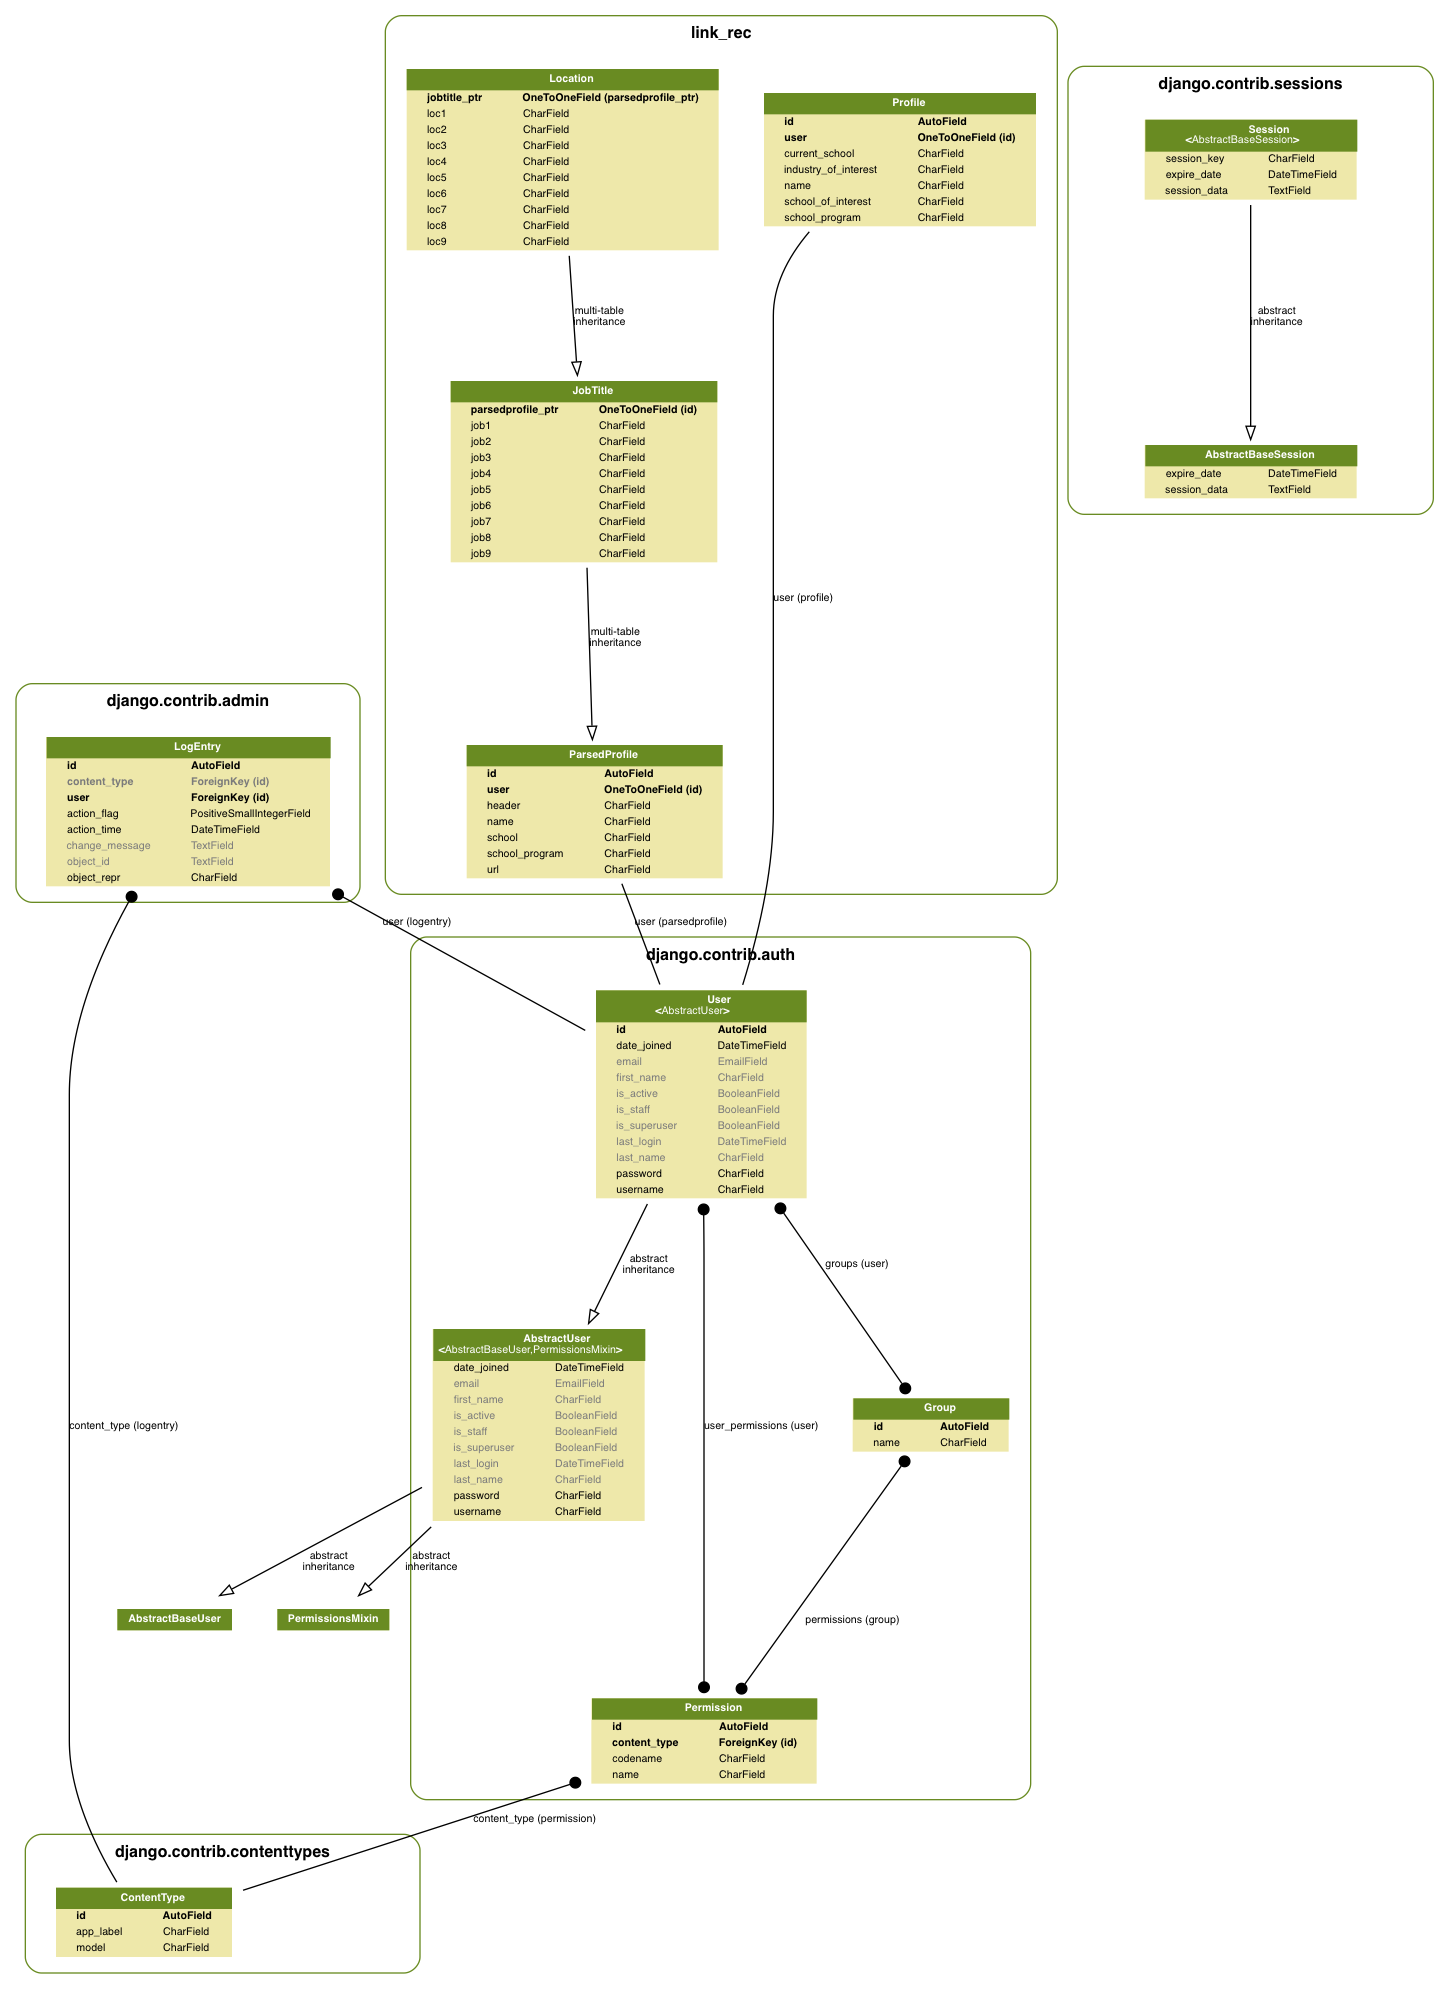 link_rec
Location
jobtitle_ptr OneToOneField (parsedprofile_ptr)
loc1 CharField
loc2 CharField
loc3 CharField
loc4 CharField
loc5 CharField
loc6 CharField
loc7 CharField
loc8 CharField
loc9 CharField
Profile
id AutoField
user OneToOneField (id)
current_school CharField
industry_of_interest CharField
name CharField
school_of_interest CharField
school_program CharField
multi-table
inheritance
JobTitle
parsedprofile_ptr OneToOneField (id)
job1 CharField
job2 CharField
job3 CharField
job4 CharField
job5 CharField
job6 CharField
job7 CharField
job8 CharField
job9 CharField
user (profile)
multi-table
inheritance
ParsedProfile
id AutoField
user OneToOneField (id)
header CharField
name CharField
school CharField
school_program CharField
url CharField
django.contrib.sessions
Session
<AbstractBaseSession>
session_key CharField
expire_date DateTimeField
session_data TextField
abstract
inheritance
AbstractBaseSession
expire_date DateTimeField
session_data TextField
django.contrib.admin
LogEntry
id AutoField
content_type ForeignKey (id)
user ForeignKey (id)
action_flag PositiveSmallIntegerField
action_time DateTimeField
change_message TextField
object_id TextField
object_repr CharField
user (logentry)
user (parsedprofile)
django.contrib.auth
User
<AbstractUser>
id AutoField
date_joined DateTimeField
email EmailField
first_name CharField
is_active BooleanField
is_staff BooleanField
is_superuser BooleanField
last_login DateTimeField
last_name CharField
password CharField
username CharField
abstract
inheritance
groups (user)
AbstractUser
<AbstractBaseUser,PermissionsMixin>
date_joined DateTimeField
email EmailField
first_name CharField
is_active BooleanField
is_staff BooleanField
is_superuser BooleanField
last_login DateTimeField
last_name CharField
password CharField
username CharField
content_type (logentry)
user_permissions (user)
Group
id AutoField
name CharField
abstract
inheritance
abstract
inheritance
AbstractBaseUser
PermissionsMixin
permissions (group)
Permission
id AutoField
content_type ForeignKey (id)
codename CharField
name CharField
content_type (permission)
django.contrib.contenttypes
ContentType
id AutoField
app_label CharField
model CharField